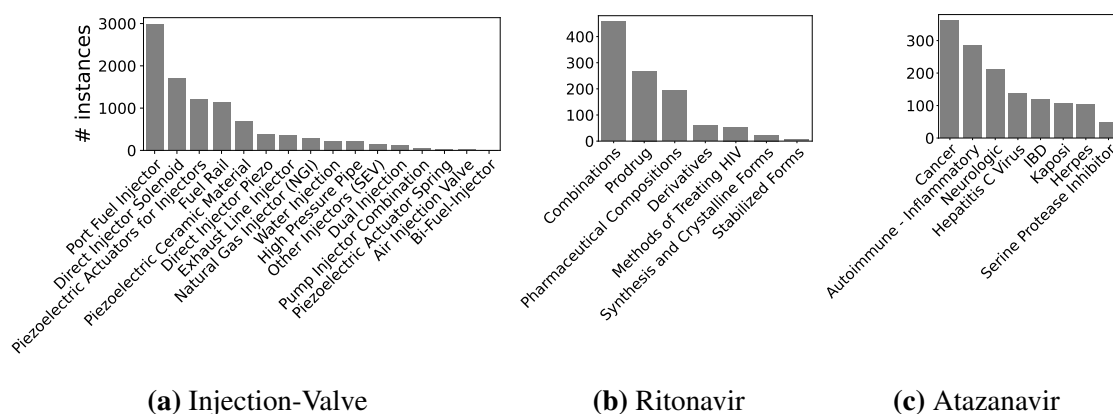 # instances
3000
2000
1000
0
Port Fuel Injector
Direct Injector Solenoid
Piezoelectric Actuators for Injectors
Fuel Rail
Piezoelectric Ceramic Material
Direct Injector Piezo
Exhaust Line Injector
Natural Gas Injector (NGI)
Water Injection
High Pressure Pipe
Other Injectors (SEV)
Dual Injection
Pump Injector Combination
Piezoelectric Actuator Spring
Air Injection Valve
Bi-Fuel-Injector
(a) Injection-Valve
400
300
200
100
0
Combinations
Prodrug
Pharmaceutical Compositions
Derivatives
Methods of Treating HIV
Synthesis and Crystalline Forms
Stabilized Forms
(b) Ritonavir
300
200
100
0
Cancer
Autoimmune - Inflammatory
Neurologic
Hepatitis C Virus
IBD
Kaposi
Herpes
Serine Protease Inhibitor
(c) Atazanavir